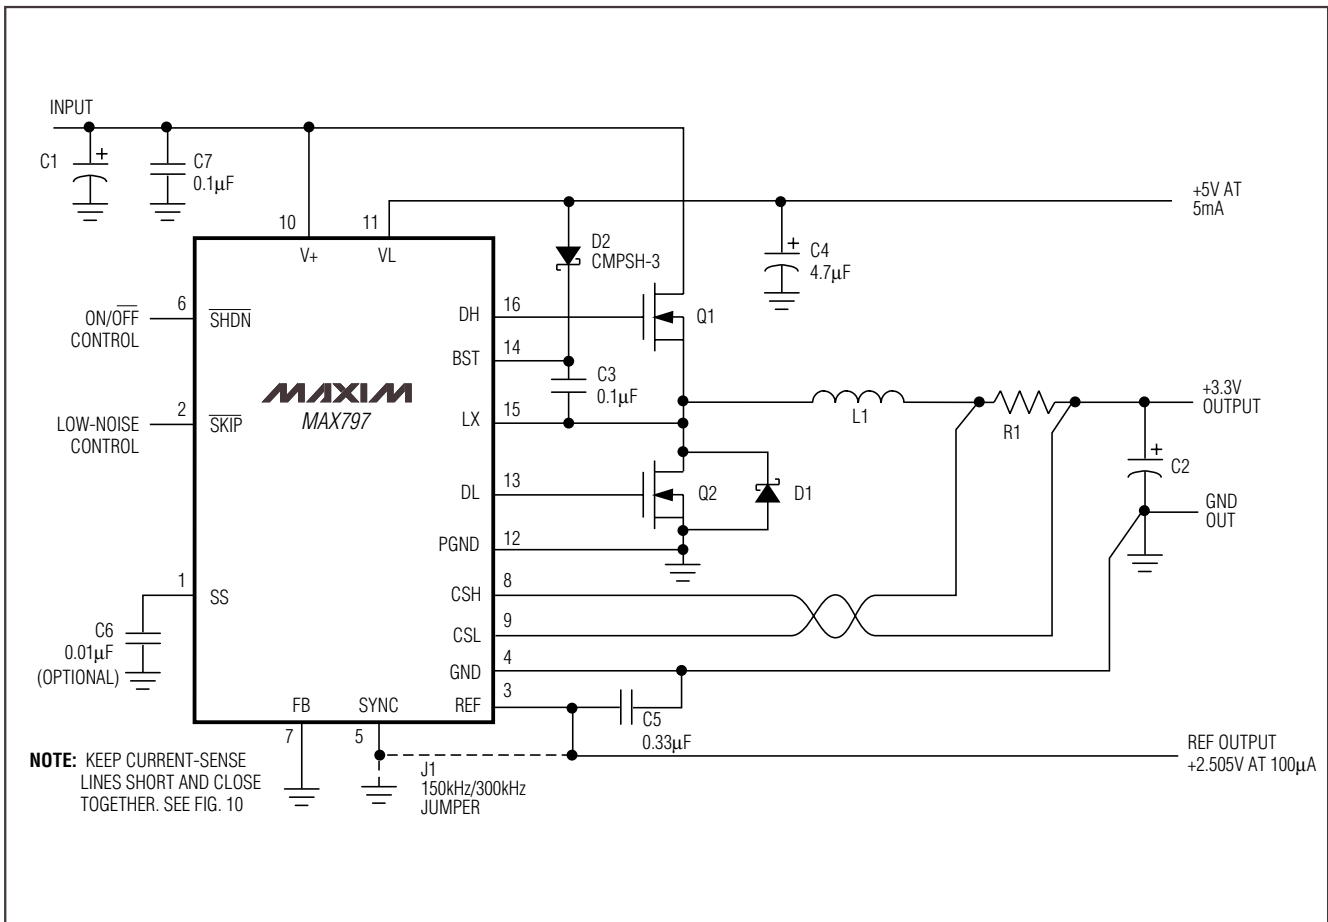 INPUT
C1
+
C7
0.1µF
+5V AT
5mA
10
11
V+
VL
D2
CMPSH-3
+
C4
4.7µF
6
ON/O̅F̅F̅
CONTROL
S̅H̅D̅N̅
DH
16
Q1
BST
14
C3
0.1µF
MAXIM
MAX797
+3.3V
OUTPUT
2
LOW-NOISE
CONTROL
S̅K̅I̅P̅
LX
15
L1
R1
+
C2
DL
13
Q2
D1
GND
OUT
PGND
12
1
SS
CSH
8
C6
0.01µF
(OPTIONAL)
CSL
9
GND
4
FB
SYNC
REF
3
C5
0.33µF
7
5
NOTE: KEEP CURRENT-SENSE
LINES SHORT AND CLOSE
TOGETHER. SEE FIG. 10
J1
150kHz/300kHz
JUMPER
REF OUTPUT
+2.505V AT 100µA